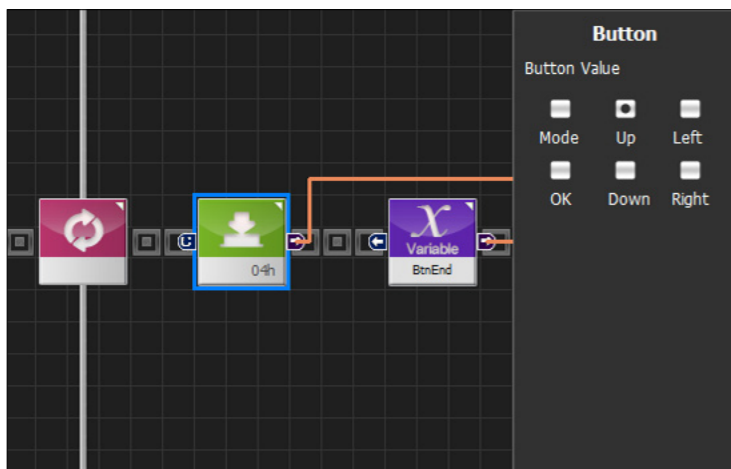 Button
Button Value
Mode Up Left
OK Down Right
C
04h
X
Variable
BtnEnd